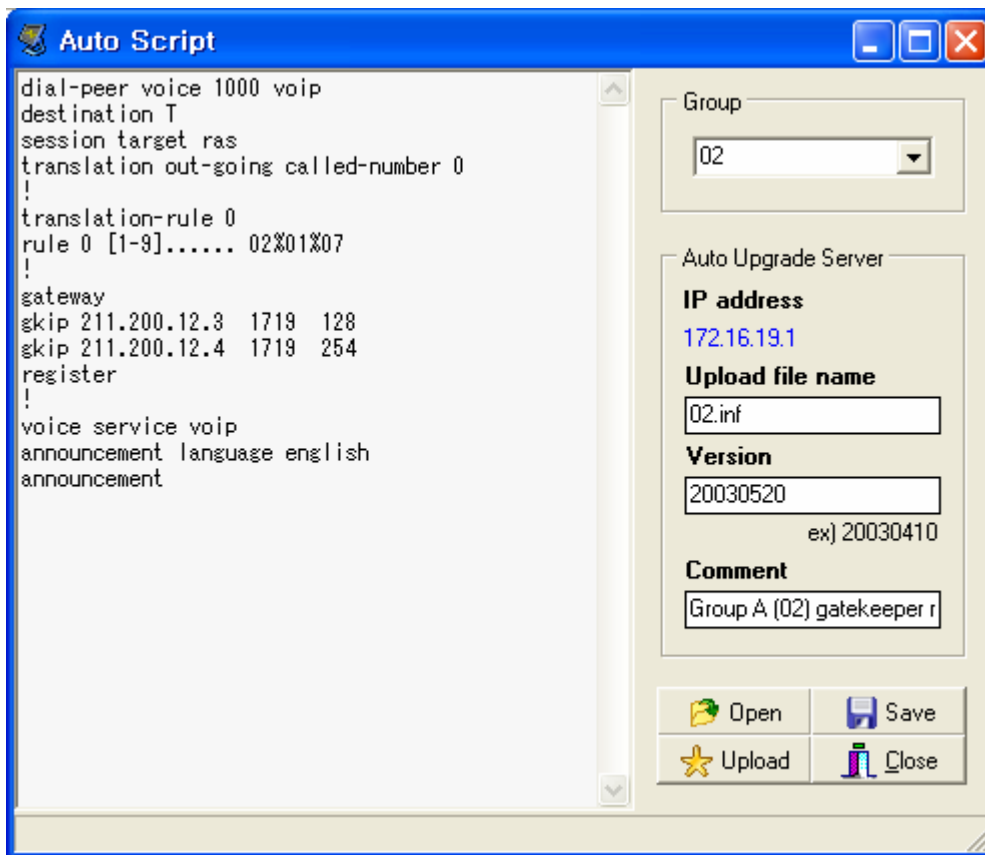 Auto Script
dial-peer voice 1000 voip
destination T
session target ras
translation out-going called-number 0
!
translation-rule 0
rule 0 [1-9]...... 02%01%07
!
gateway
gkip 211.200.12.3 1719 128
gkip 211.200.12.4 1719 254
register
!
voice service voip
announcement language english
announcement
Group
02
Auto Upgrade Server
IP address
172.16.19.1
Upload file name
02.inf
Version
20030520
ex) 20030410
Comment
Group A (02) gatekeeper r
Open
Save
Upload
Close